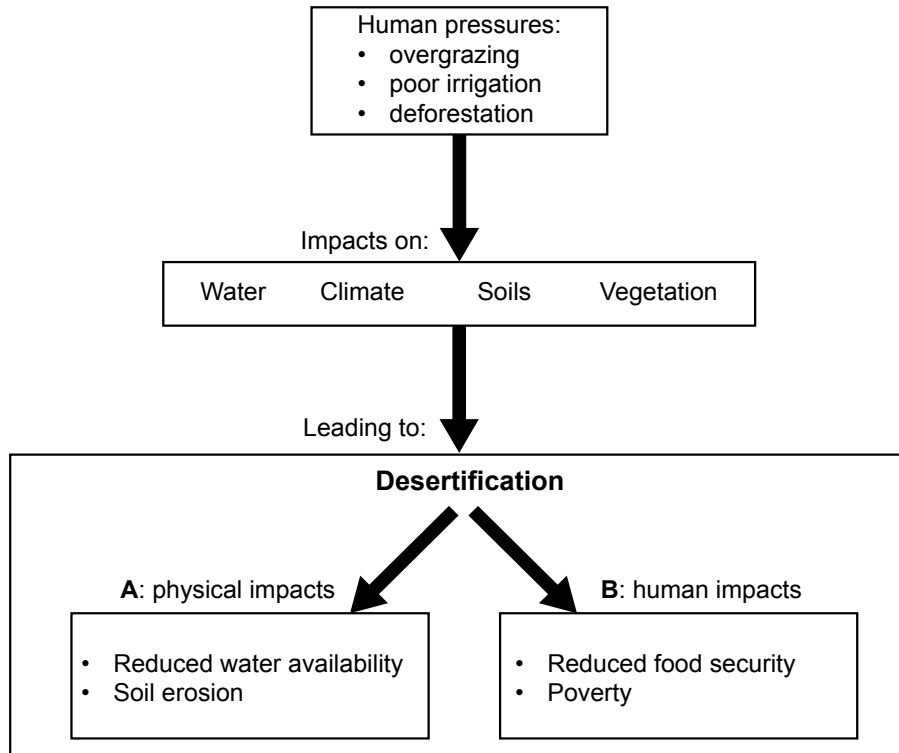 Human pressures:
• overgrazing
• poor irrigation
• deforestation
Impacts on:
Water Climate Soils Vegetation
Leading to:
Desertification
A: physical impacts
• Reduced water availability
• Soil erosion
B: human impacts
• Reduced food security
• Poverty